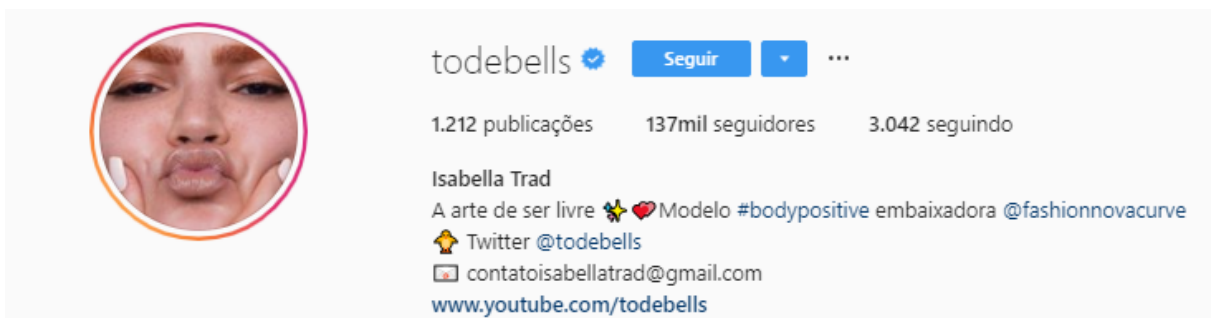 todebells Seguir ...
1.212 publicações 137mil seguidores 3.042 seguindo
Isabella Trad
A arte de ser livre ✨💞Modelo #bodypositive embaixadora @fashionnovacurve
🐥 Twitter @todebells
💌 contatoisabellatrad@gmail.com
www.youtube.com/todebells